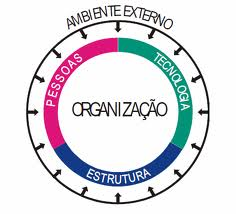 AMBIENTE EXTERNO
PESSOAS
TECNOLOGIA
ORGANIZAÇÃO
ESTRUTURA